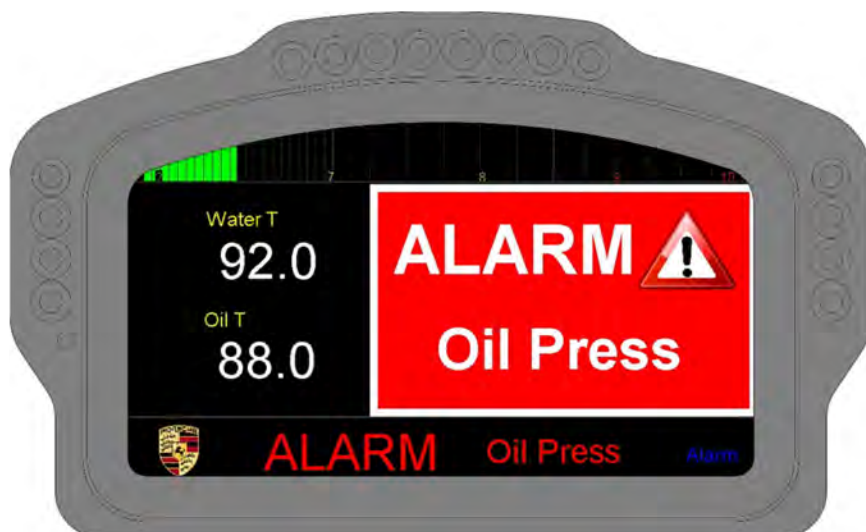 7 8 9 10
Water T
92.0
Oil T
88.0
ALARM
Oil Press
ALARM Oil Press Alarm